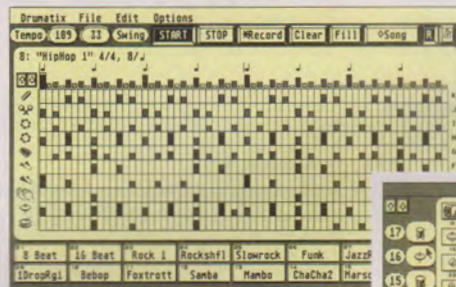 Drumatix File Edit Options
Tempo 109 33 Swing START STOP *Record Clear Fill ◊Song R
8: "HipHop 1" 4/4, 8/♩
8 Beat 16 Beat Rock 1 Rockshfl Slowrock Funk
1DropRg1 Bebop Foxtrott Samba Mambo ChaCha2
17
16
15